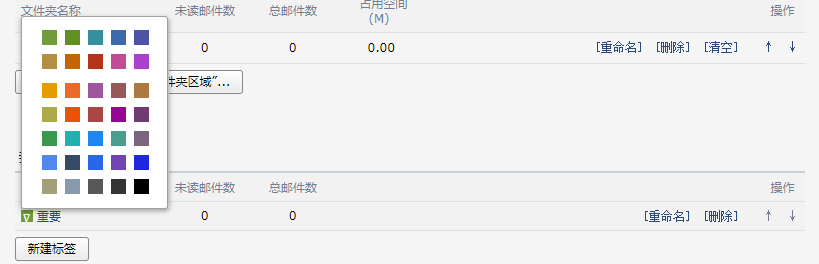 文件夹名称 未读邮件数 总邮件数 占用空间
(M) 操作
0 0 0.00 [重命名] [删除] [清空] ↑ ↓
件夹区域"...
未读邮件数 总邮件数 操作
重要 0 0 [重命名] [删除] ↑ ↓
新建标签